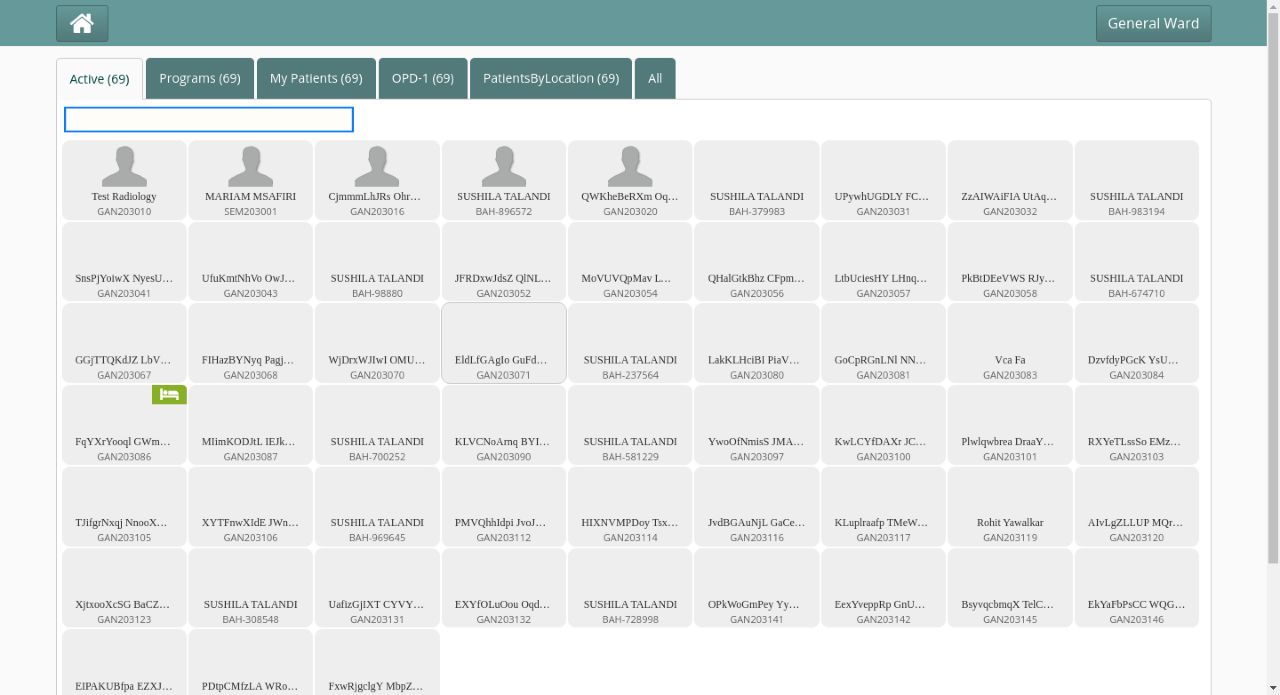 General Ward
Active (69)
Programs (69)
My Patients (69)
OPD-1 (69)
PatientsByLocation (69)
All
Test Radiology
GAN203010
MARIAM MSAFIRI
SEM203001
CjmmmLhJRs Ohr…
GAN203016
SUSHILA TALANDI
BAH-896572
QWKheBeRXm Oq…
GAN203020
SUSHILA TALANDI
BAH-379983
UPywhUGDLY FC…
GAN203031
ZzAIWAiFIA UtAq…
GAN203032
SUSHILA TALANDI
BAH-983194
SnsPjYoiwX NyesU…
GAN203041
UfuKmtNhVo OwJ…
GAN203043
SUSHILA TALANDI
BAH-98880
JFRDxwJdsZ QlNL…
GAN203052
MoVUVQpMav L…
GAN203054
QHalGtkBhz CFpm…
GAN203056
LtbUciesHY LHnq…
GAN203057
PkBtDEeVWS RJy…
GAN203058
SUSHILA TALANDI
BAH-674710
GGjTTQKdJZ LbV…
GAN203067
FIHazBYNyq Pagj…
GAN203068
WjDrxWJIwI OMU…
GAN203070
EldLfGAgIo GuFd…
GAN203071
SUSHILA TALANDI
BAH-237564
LakKLHciBI PiaV…
GAN203080
GoCpRGnLNl NN…
GAN203081
Vca Fa
GAN203083
DzvfdyPGcK YsU…
GAN203084
FqYXrYooql GWm…
GAN203086
MIimKODJtL IEJk…
GAN203087
SUSHILA TALANDI
BAH-700252
KLVCNoArnq BYI…
GAN203090
SUSHILA TALANDI
BAH-581229
YwoOfNmisS JMA…
GAN203097
KwLCYfDAXr JC…
GAN203100
Plwlqwbrea DraaY…
GAN203101
RXYeTLssSo EMz…
GAN203103
TJifgrNxqj NnooX…
GAN203105
XYTFnwXIdE JWn…
GAN203106
SUSHILA TALANDI
BAH-969645
PMVQhhIdpi JvoJ…
GAN203112
HIXNVMPDoy Tsx…
GAN203114
JvdBGAuNjL GaCe…
GAN203116
KLuplraafp TMeW…
GAN203117
Rohit Yawalkar
GAN203119
AIvLgZLLUP MQr…
GAN203120
XjtxooXcSG BaCZ…
GAN203123
SUSHILA TALANDI
BAH-308548
UafizGjIXT CYVY…
GAN203131
EXYfOLuOou Oqd…
GAN203132
SUSHILA TALANDI
BAH-728998
OPkWoGmPey Yy…
GAN203141
EexYveppRp GnU…
GAN203142
BsyvqcbmqX TelC…
GAN203145
EkYaFbPsCC WQG…
GAN203146
EIPAKUBfpa EZXJ…
PDtpCMfzLA WRo…
FxwRjgclgY MbpZ…